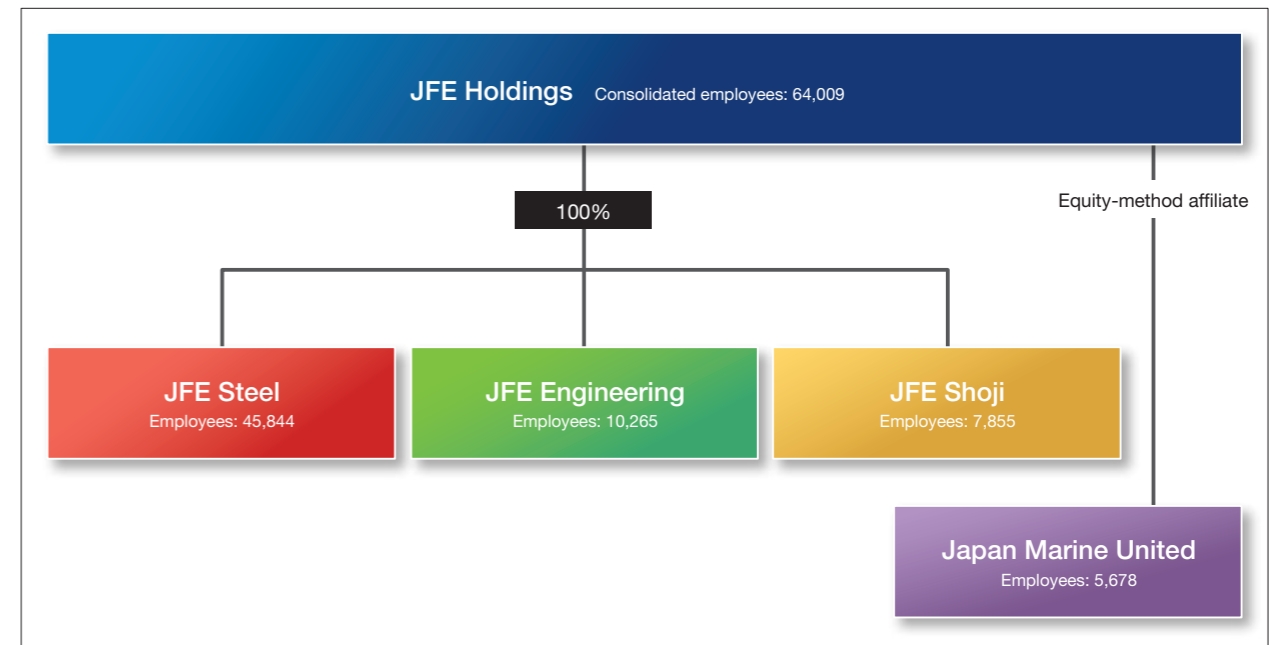 JFE Holdings Consolidated employees: 64,009
100%
Equity-method affiliate
JFE Steel
Employees: 45,844
JFE Engineering
Employees: 10,265
JFE Shoji
Employees: 7,855
Japan Marine United
Employees: 5,678